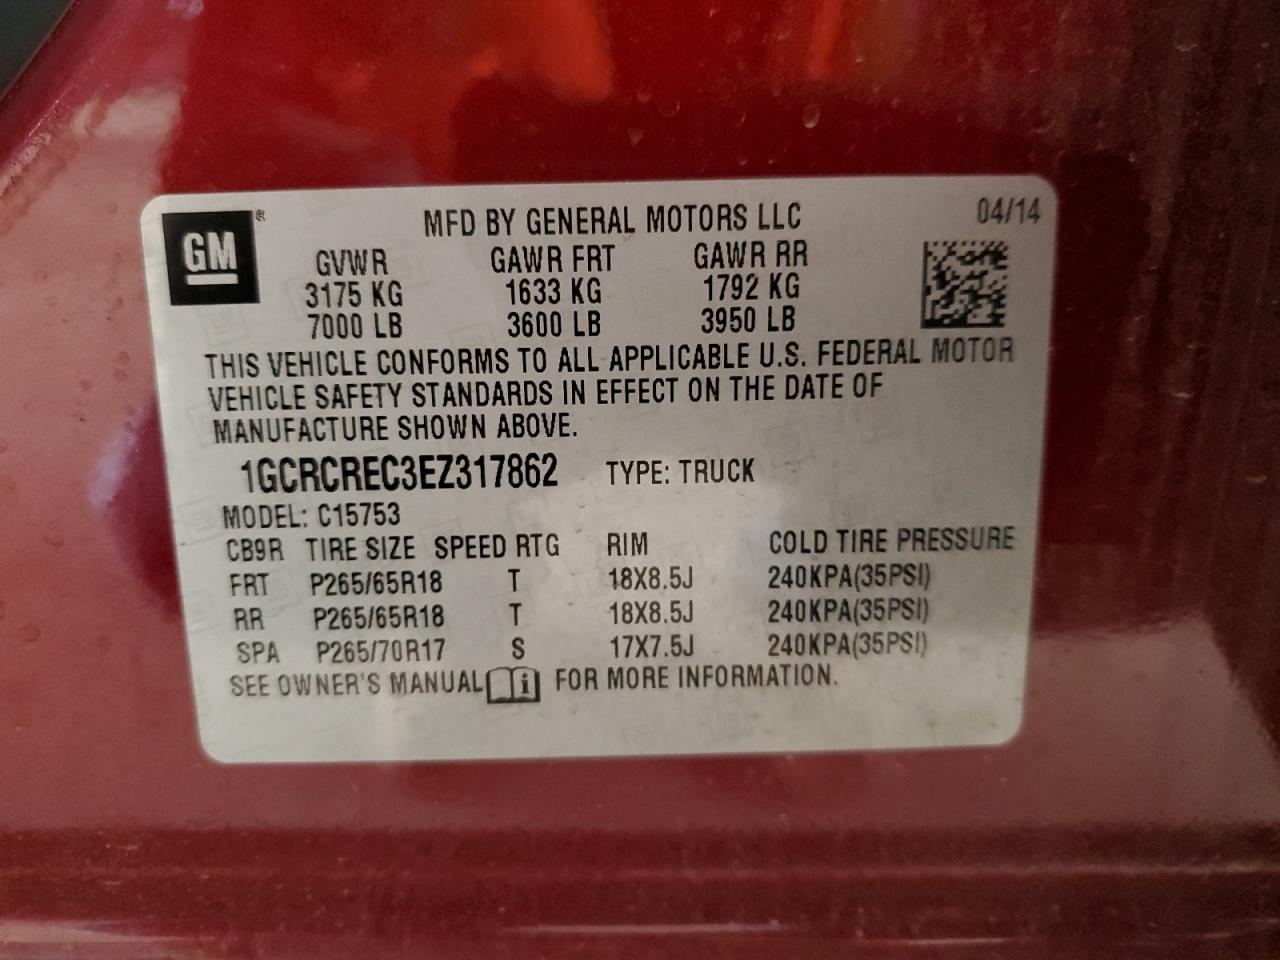 GM ® MFD BY GENERAL MOTORS LLC 04/14
GVWR GAWR FRT GAWR RR
3175 KG 1633 KG 1792 KG
7000 LB 3600 LB 3950 LB
THIS VEHICLE CONFORMS TO ALL APPLICABLE U.S. FEDERAL MOTOR
VEHICLE SAFETY STANDARDS IN EFFECT ON THE DATE OF
MANUFACTURE SHOWN ABOVE.
1GCRCREC3EZ317862 TYPE: TRUCK
MODEL: C15753
CB9R TIRE SIZE SPEED RTG RIM COLD TIRE PRESSURE
FRT P265/65R18 T 18X8.5J 240KPA(35PSI)
RR P265/65R18 T 18X8.5J 240KPA(35PSI)
SPA P265/70R17 S 17X7.5J 240KPA(35PSI)
SEE OWNER'S MANUAL i FOR MORE INFORMATION.